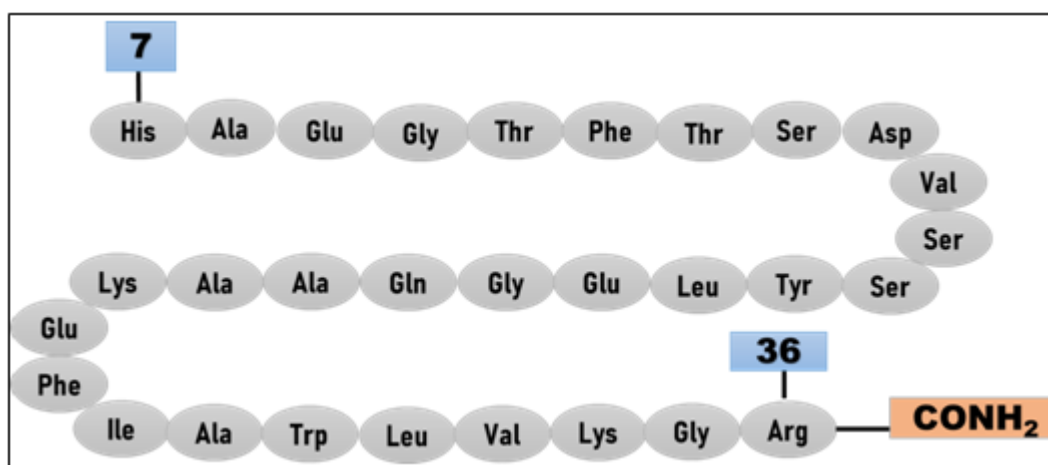 7
His Ala Glu Gly Thr Phe Thr Ser Asp
Val
Ser
Ser Tyr Leu Glu Gly Gln Ala Ala Lys
Glu
Phe
Ile Ala Trp Leu Val Lys Gly Arg
36
CONH₂